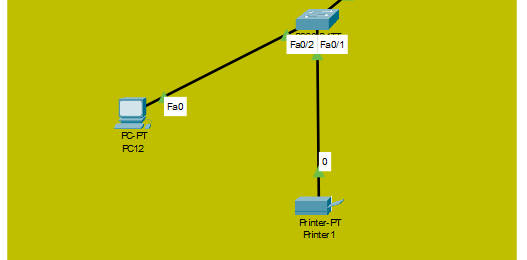 Fa0/2 Fa0/1
Fa0
PC-PT
PC12
0
Printer-PT
Printer1